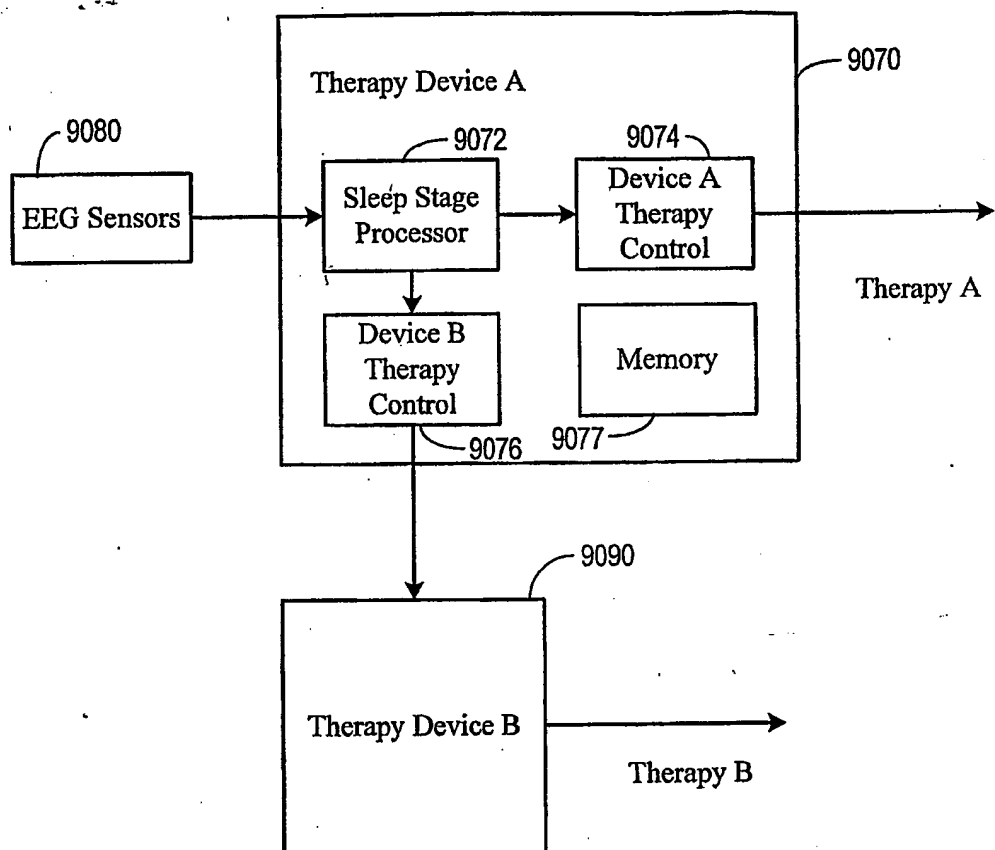 9070
Therapy Device A
9080
9072
9074
EEG Sensors
Sleep Stage
Processor
Device A
Therapy
Control
Therapy A
Device B
Therapy
Control
Memory
9076
9077
9090
Therapy Device B
Therapy B